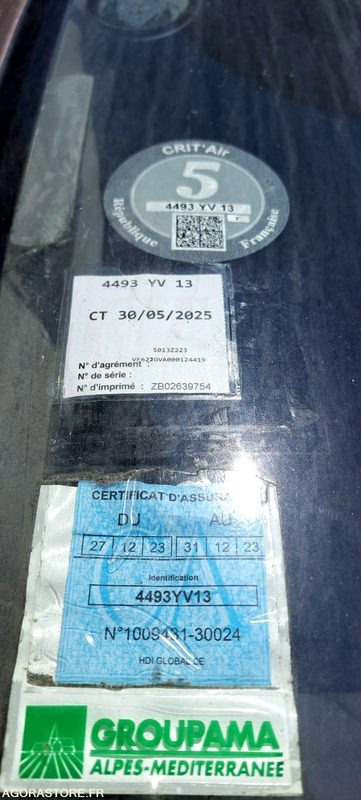 CRIT'Air
5
4493 YV 13
r
République Française
4493 YV 13
CT 30/05/2025
S013Z223
N° d'agrément :
VF6ZZGVA000124419
N° de série :
N° d'imprimé : ZB02639754
CERTIFICAT D'ASSURA
DU AU
27 12 23 31 12 23
Identification
4493YV13
N°1009431-30024
HDI GLOBAL SE
GROUPAMA
ALPES-MEDITERRANEE
AGORASTORE.FR